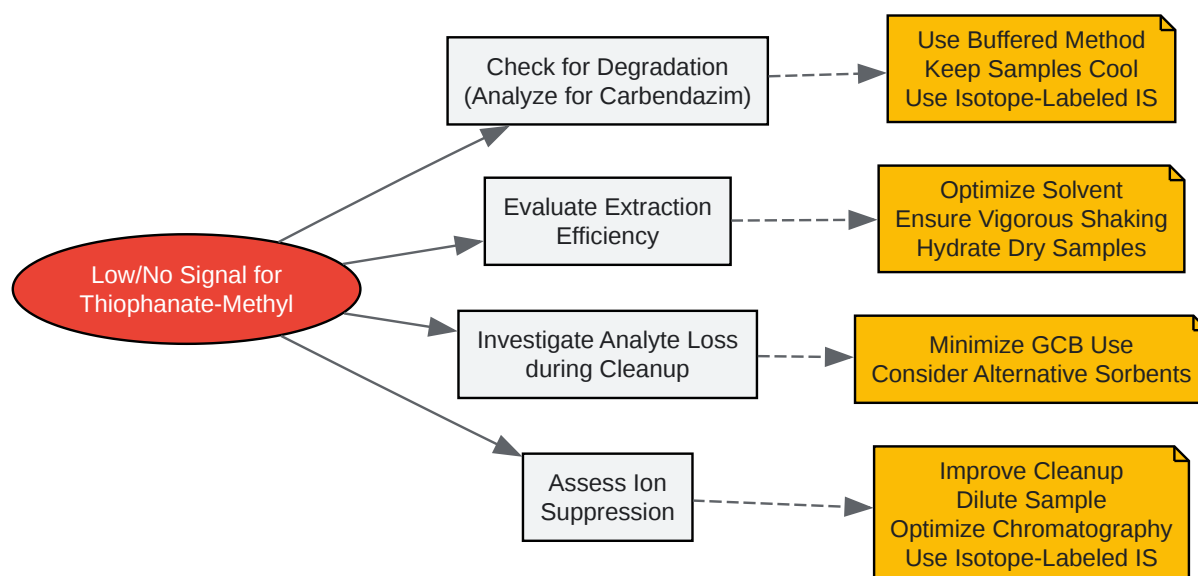 Low/No Signal for
Thiophanate-Methyl
Check for Degradation
(Analyze for Carbendazim)
Use Buffered Method
Keep Samples Cool
Use Isotope-Labeled IS
Evaluate Extraction
Efficiency
Optimize Solvent
Ensure Vigorous Shaking
Hydrate Dry Samples
Investigate Analyte Loss
during Cleanup
Minimize GCB Use
Consider Alternative Sorbents
Assess Ion
Suppression
Improve Cleanup
Dilute Sample
Optimize Chromatography
Use Isotope-Labeled IS